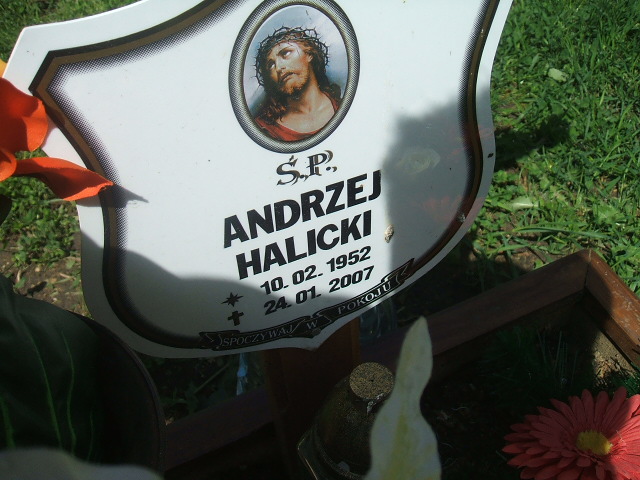 Ś.P.
ANDRZEJ
HALICKI
10. 02. 1952
24. 01. 2007
SPOCZYWAJ W POKOJU